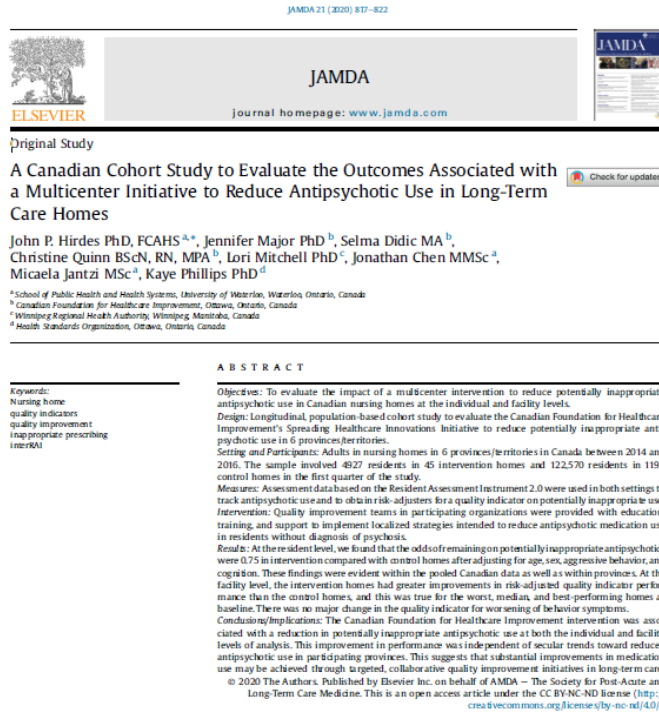 JAMDA 21 (2020) 817–822
ELSEVIER
JAMDA
journal homepage: www.jamda.com
JAMDA
Original Study
A Canadian Cohort Study to Evaluate the Outcomes Associated with
a Multicenter Initiative to Reduce Antipsychotic Use in Long-Term
Care Homes
Check for updates
John P. Hirdes PhD, FCAHS a,*, Jennifer Major PhD b, Selma Didic MA b,
Christine Quinn BScN, RN, MPA b, Lori Mitchell PhD c, Jonathan Chen MMSc a,
Micaela Jantzi MSc a, Kaye Phillips PhD d
a School of Public Health and Health Systems, University of Waterloo, Waterloo, Ontario, Canada
b Canadian Foundation for Healthcare Improvement, Ottawa, Ontario, Canada
c Winnipeg Regional Health Authority, Winnipeg, Manitoba, Canada
d Health Standards Organization, Ottawa, Ontario, Canada
ABSTRACT
Keywords:
Nursing home
quality indicators
quality improvement
inappropriate prescribing
interRAI
Objectives: To evaluate the impact of a multicenter intervention to reduce potentially inappropriat
antipsychotic use in Canadian nursing homes at the individual and facility levels.
Design: Longitudinal, population-based cohort study to evaluate the Canadian Foundation for Healthcar
Improvement's Spreading Healthcare Innovations Initiative to reduce potentially inappropriate ant
psychotic use in 6 provinces/territories.
Setting and Participants: Adults in nursing homes in 6 provinces/territories in Canada between 2014 an
2016. The sample involved 4927 residents in 45 intervention homes and 122,570 residents in 119
control homes in the first quarter of the study.
Measures: Assessment data based on the Resident Assessment Instrument 2.0 were used in both settings t
track antipsychotic use and to obtain risk-adjusters for a quality indicator on potentially inappropriate use
Intervention: Quality improvement teams in participating organizations were provided with education
training, and support to implement localized strategies intended to reduce antipsychotic medication us
in residents without diagnosis of psychosis.
Results: At the resident level, we found that the odds of remaining on potentially inappropriate antipsychotic
were 0.75 in intervention compared with control homes after adjusting for age, sex, aggressive behavior, an
cognition. These findings were evident within the pooled Canadian data as well as within provinces. At th
facility level, the intervention homes had greater improvements in risk-adjusted quality indicator perfo
mance than the control homes, and this was true for the worst, median, and best-performing homes a
baseline. There was no major change in the quality indicator for worsening of behavior symptoms.
Conclusions/Implications: The Canadian Foundation for Healthcare Improvement intervention was asso
ciated with a reduction in potentially inappropriate antipsychotic use at both the individual and facilit
levels of analysis. This improvement in performance was independent of secular trends toward reduce
antipsychotic use in participating provinces. This suggests that substantial improvements in medicatio
use may be achieved through targeted, collaborative quality improvement initiatives in long-term care
© 2020 The Authors. Published by Elsevier Inc. on behalf of AMDA — The Society for Post-Acute an
Long-Term Care Medicine. This is an open access article under the CC BY-NC-ND license (http:
creativecommons.org/licenses/by-nc-nd/4.0/